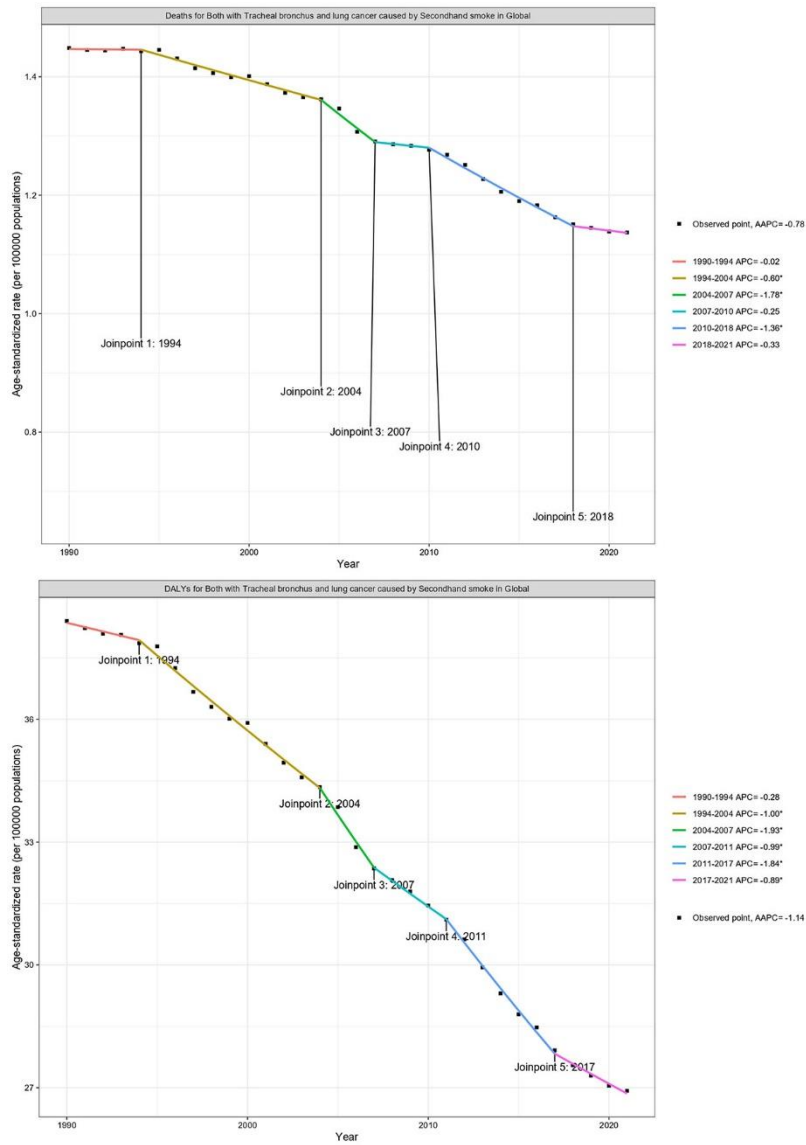 Deaths for Both with Tracheal bronchus and lung cancer caused by Secondhand smoke in Global
Age-standardized rate (per 100000 populations)
1.4
1.2
1.0
0.8
Joinpoint 1: 1994
Joinpoint 2: 2004
Joinpoint 3: 2007
Joinpoint 4: 2010
Joinpoint 5: 2018
1990
2000
2010
2020
Year
Observed point, AAPC= -0.78
1990-1994 APC= -0.02
1994-2004 APC= -0.60*
2004-2007 APC= -1.78*
2007-2010 APC= -0.25
2010-2018 APC= -1.36*
2018-2021 APC= -0.33
DALYs for Both with Tracheal bronchus and lung cancer caused by Secondhand smoke in Global
Age-standardized rate (per 100000 populations)
36
33
30
27
Joinpoint 1: 1994
Joinpoint 2: 2004
Joinpoint 3: 2007
Joinpoint 4: 2011
Joinpoint 5: 2017
1990
2000
2010
2020
Year
1990-1994 APC= -0.28
1994-2004 APC= -1.00*
2004-2007 APC= -1.93*
2007-2011 APC= -0.99*
2011-2017 APC= -1.84*
2017-2021 APC= -0.89*
Observed point, AAPC= -1.14